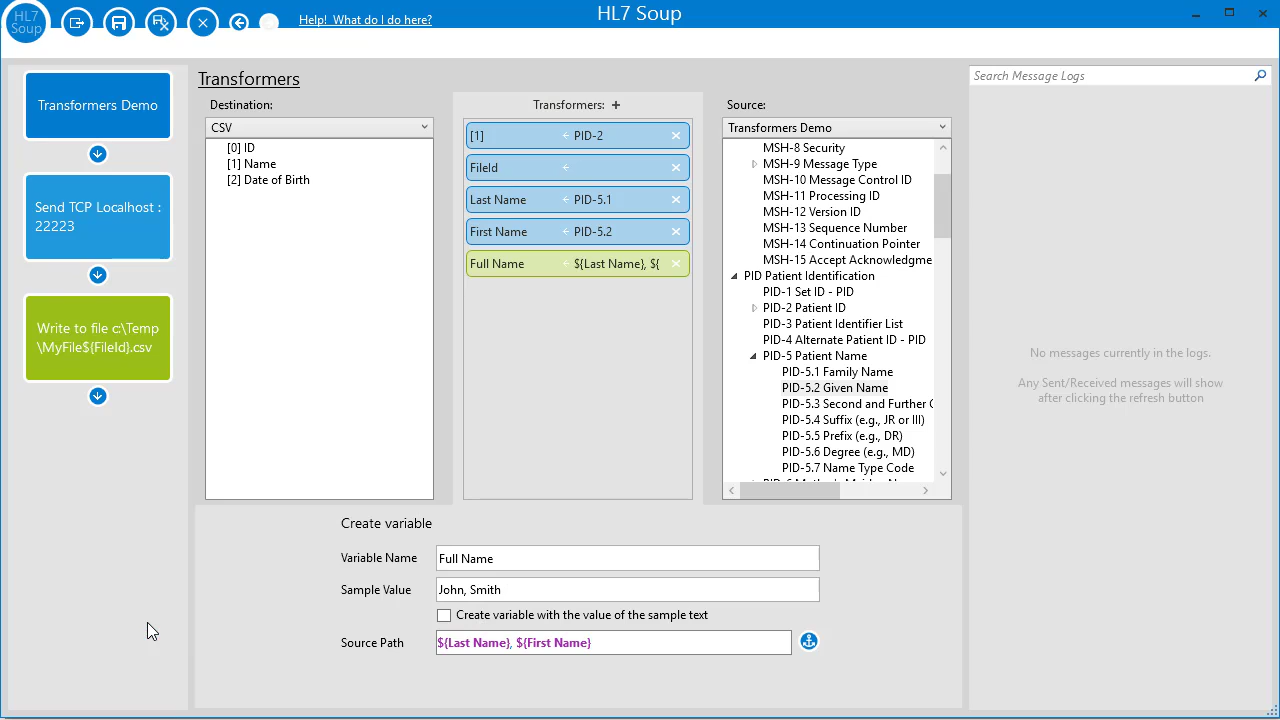 HL7 Soup
HL7
Soup
Help! What do I do here?
Transformers Demo
Send TCP Localhost :
22223
Write to file c:\Temp
\MyFile${FileId}.csv
Transformers
Destination:
CSV
[0] ID
[1] Name
[2] Date of Birth
Transformers: +
[1] ← PID-2 ×
FileId ← ×
Last Name ← PID-5.1 ×
First Name ← PID-5.2 ×
Full Name ← ${Last Name}, ${ ×
Source:
Transformers Demo
MSH-8 Security
MSH-9 Message Type
MSH-10 Message Control ID
MSH-11 Processing ID
MSH-12 Version ID
MSH-13 Sequence Number
MSH-14 Continuation Pointer
MSH-15 Accept Acknowledgme
PID Patient Identification
PID-1 Set ID - PID
PID-2 Patient ID
PID-3 Patient Identifier List
PID-4 Alternate Patient ID - PID
PID-5 Patient Name
PID-5.1 Family Name
PID-5.2 Given Name
PID-5.3 Second and Further
PID-5.4 Suffix (e.g., JR or III)
PID-5.5 Prefix (e.g., DR)
PID-5.6 Degree (e.g., MD)
PID-5.7 Name Type Code
Create variable
Variable Name Full Name
Sample Value John, Smith
Create variable with the value of the sample text
Source Path ${Last Name}, ${First Name}
Search Message Logs
No messages currently in the logs.
Any Sent/Received messages will show
after clicking the refresh button